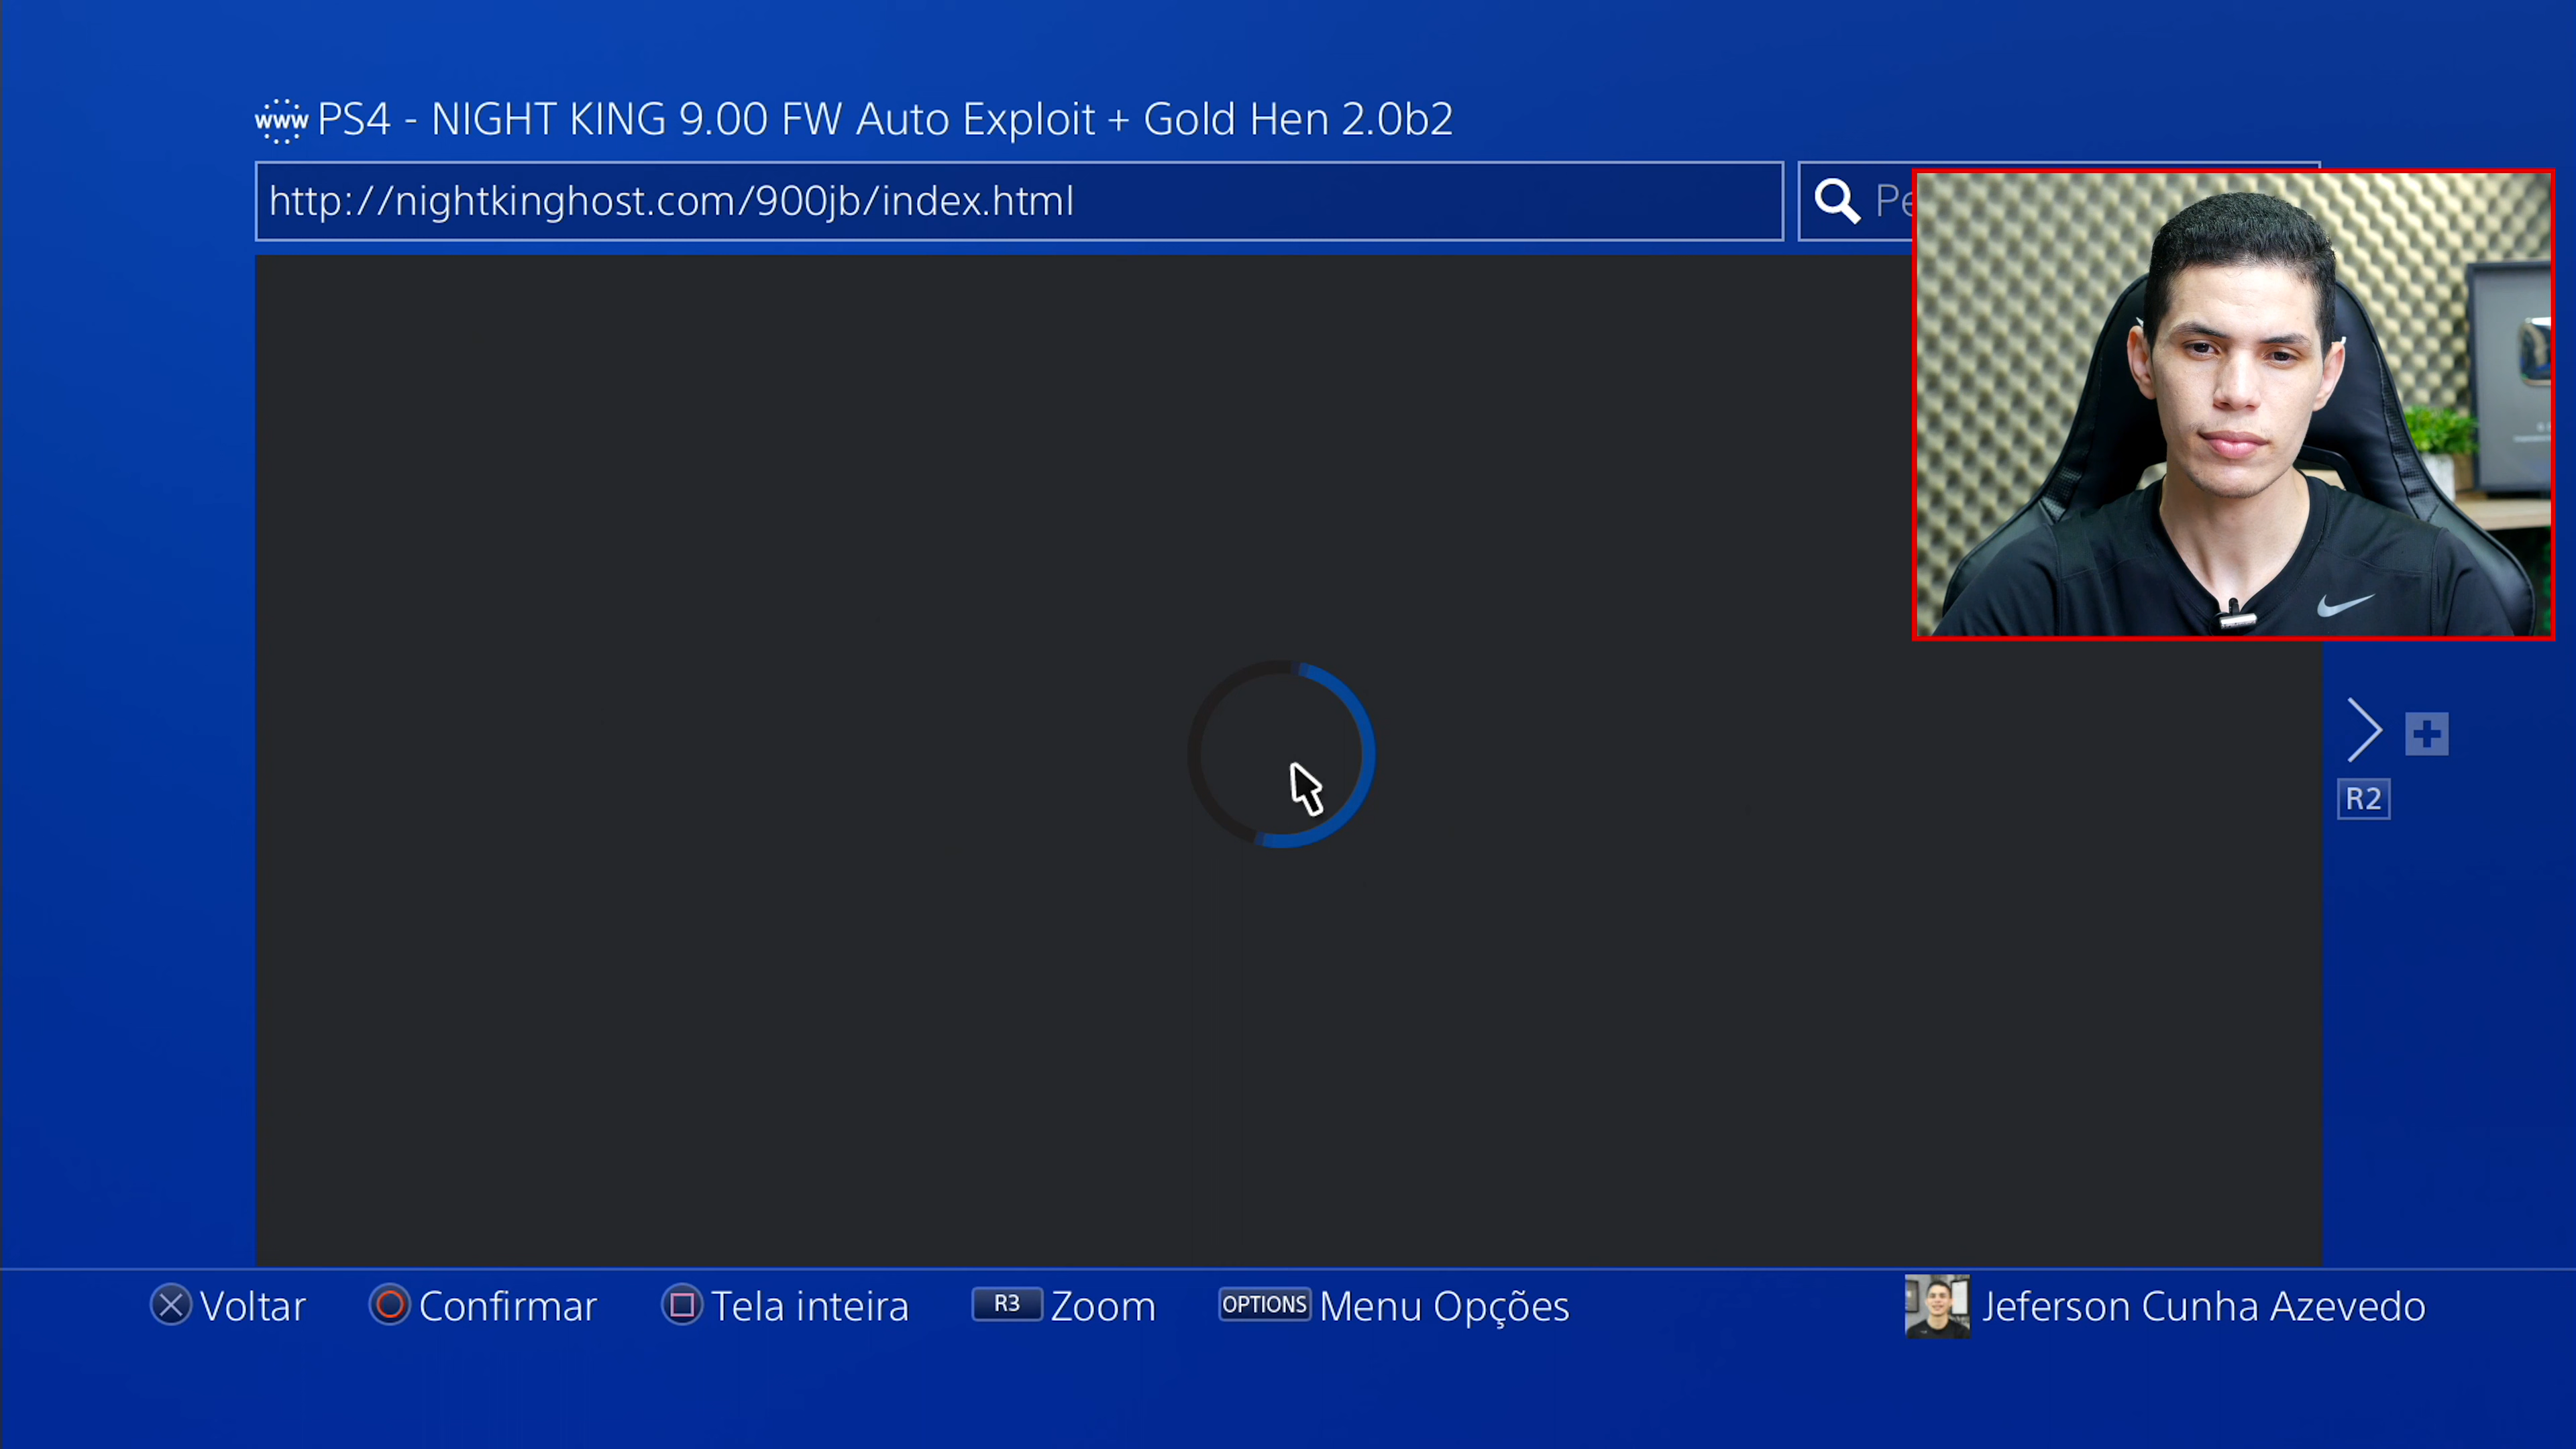 www PS4 - NIGHT KING 9.00 FW Auto Exploit + Gold Hen 2.0b2
http://nightkinghost.com/900jb/index.html
R2
Voltar Confirmar Tela inteira R3 Zoom OPTIONS Menu Opções Jeferson Cunha Azevedo